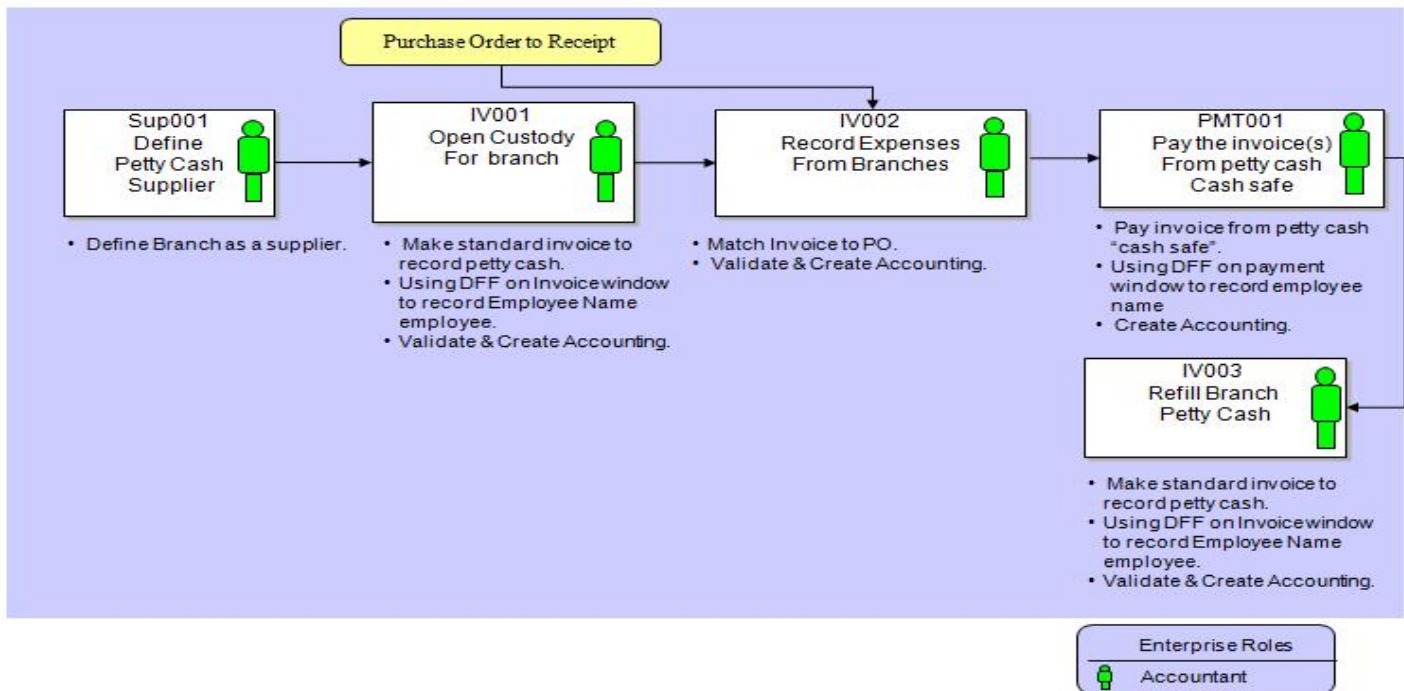 Purchase Order to Receipt
Sup001
Define
Petty Cash
Supplier
• Define Branch as a supplier.
IV001
Open Custody
For branch
• Make standard invoice to
record petty cash.
• Using DFF on Invoice window
to record Employee Name
employee.
• Validate & Create Accounting.
IV002
Record Expenses
From Branches
• Match Invoice to PO.
• Validate & Create Accounting.
PMT001
Pay the invoice(s)
From petty cash
Cash safe
• Pay invoice from petty cash
“cash safe”.
• Using DFF on payment
window to record employee
name
• Create Accounting.
IV003
Refill Branch
Petty Cash
• Make standard invoice to
record petty cash.
• Using DFF on Invoice window
to record Employee Name
employee.
• Validate & Create Accounting.
Enterprise Roles
Accountant